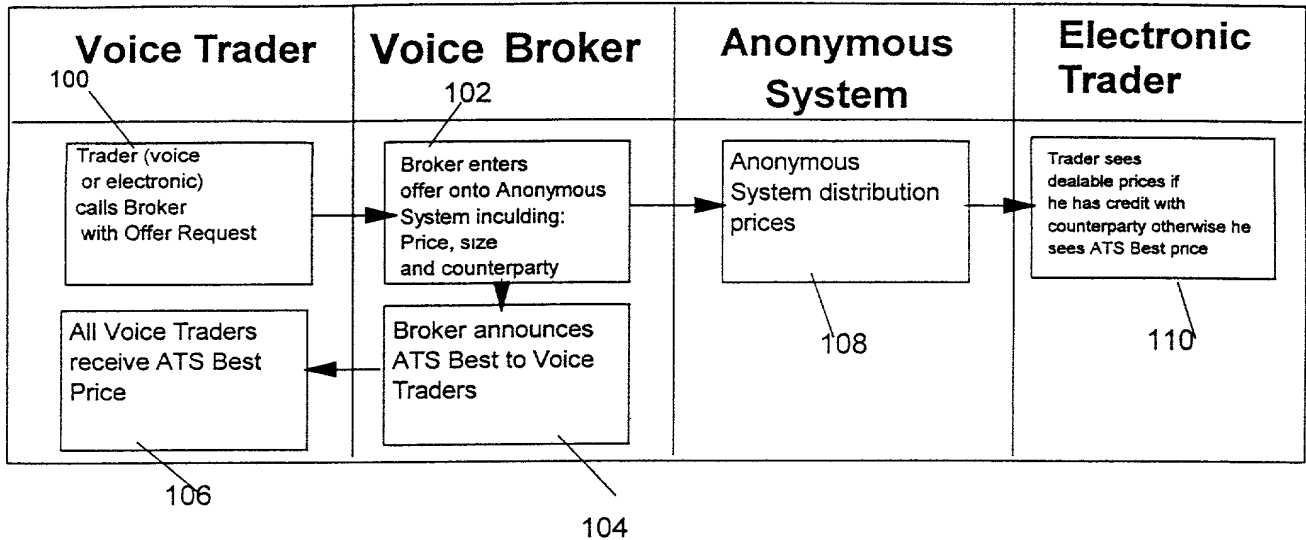 Voice Trader
Voice Broker
Anonymous
System
Electronic
Trader
100
102
Trader (voice
or electronic)
calls Broker
with Offer Request
Broker enters
offer onto Anonymous
System inculding:
Price, size
and counterparty
Anonymous
System distribution
prices
Trader sees
dealable prices if
he has credit with
counterparty otherwise he
sees ATS Best price
All Voice Traders
receive ATS Best
Price
Broker announces
ATS Best to Voice
Traders
108
110
106
104